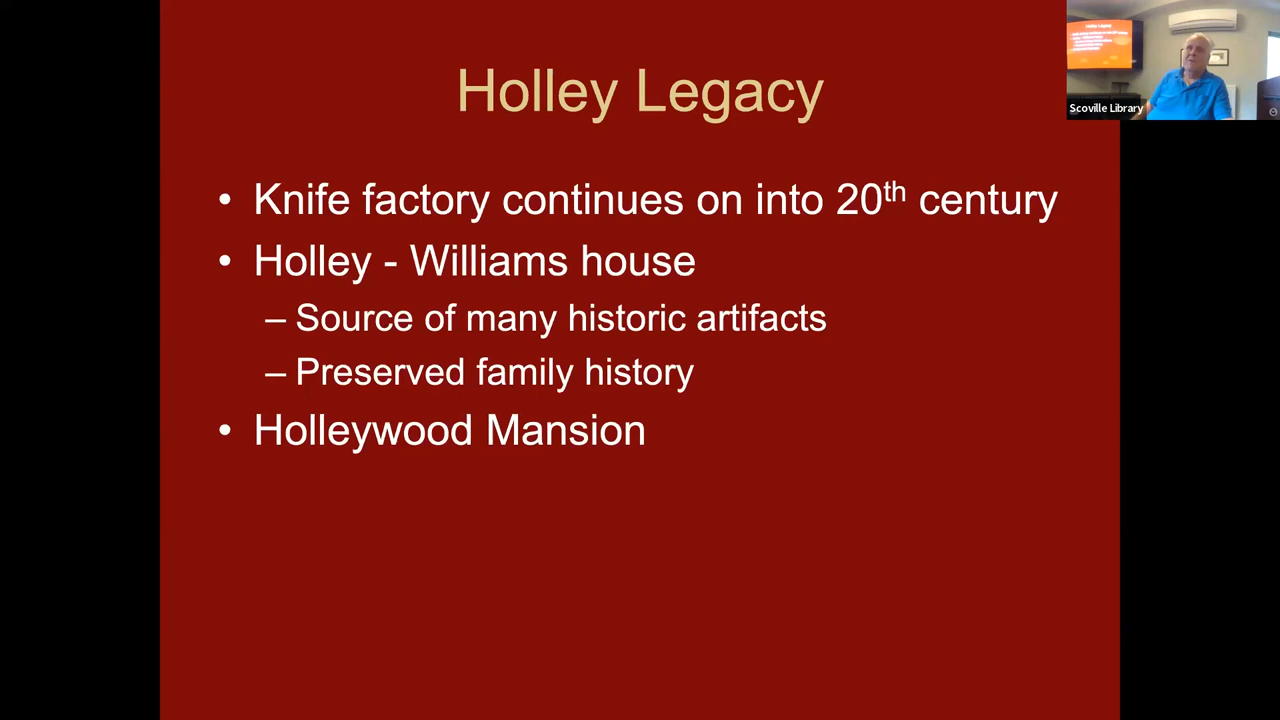 Holley Legacy
• Knife factory continues on into 20th century
• Holley - Williams house
– Source of many historic artifacts
– Preserved family history
• Holleywood Mansion
Scoville Library